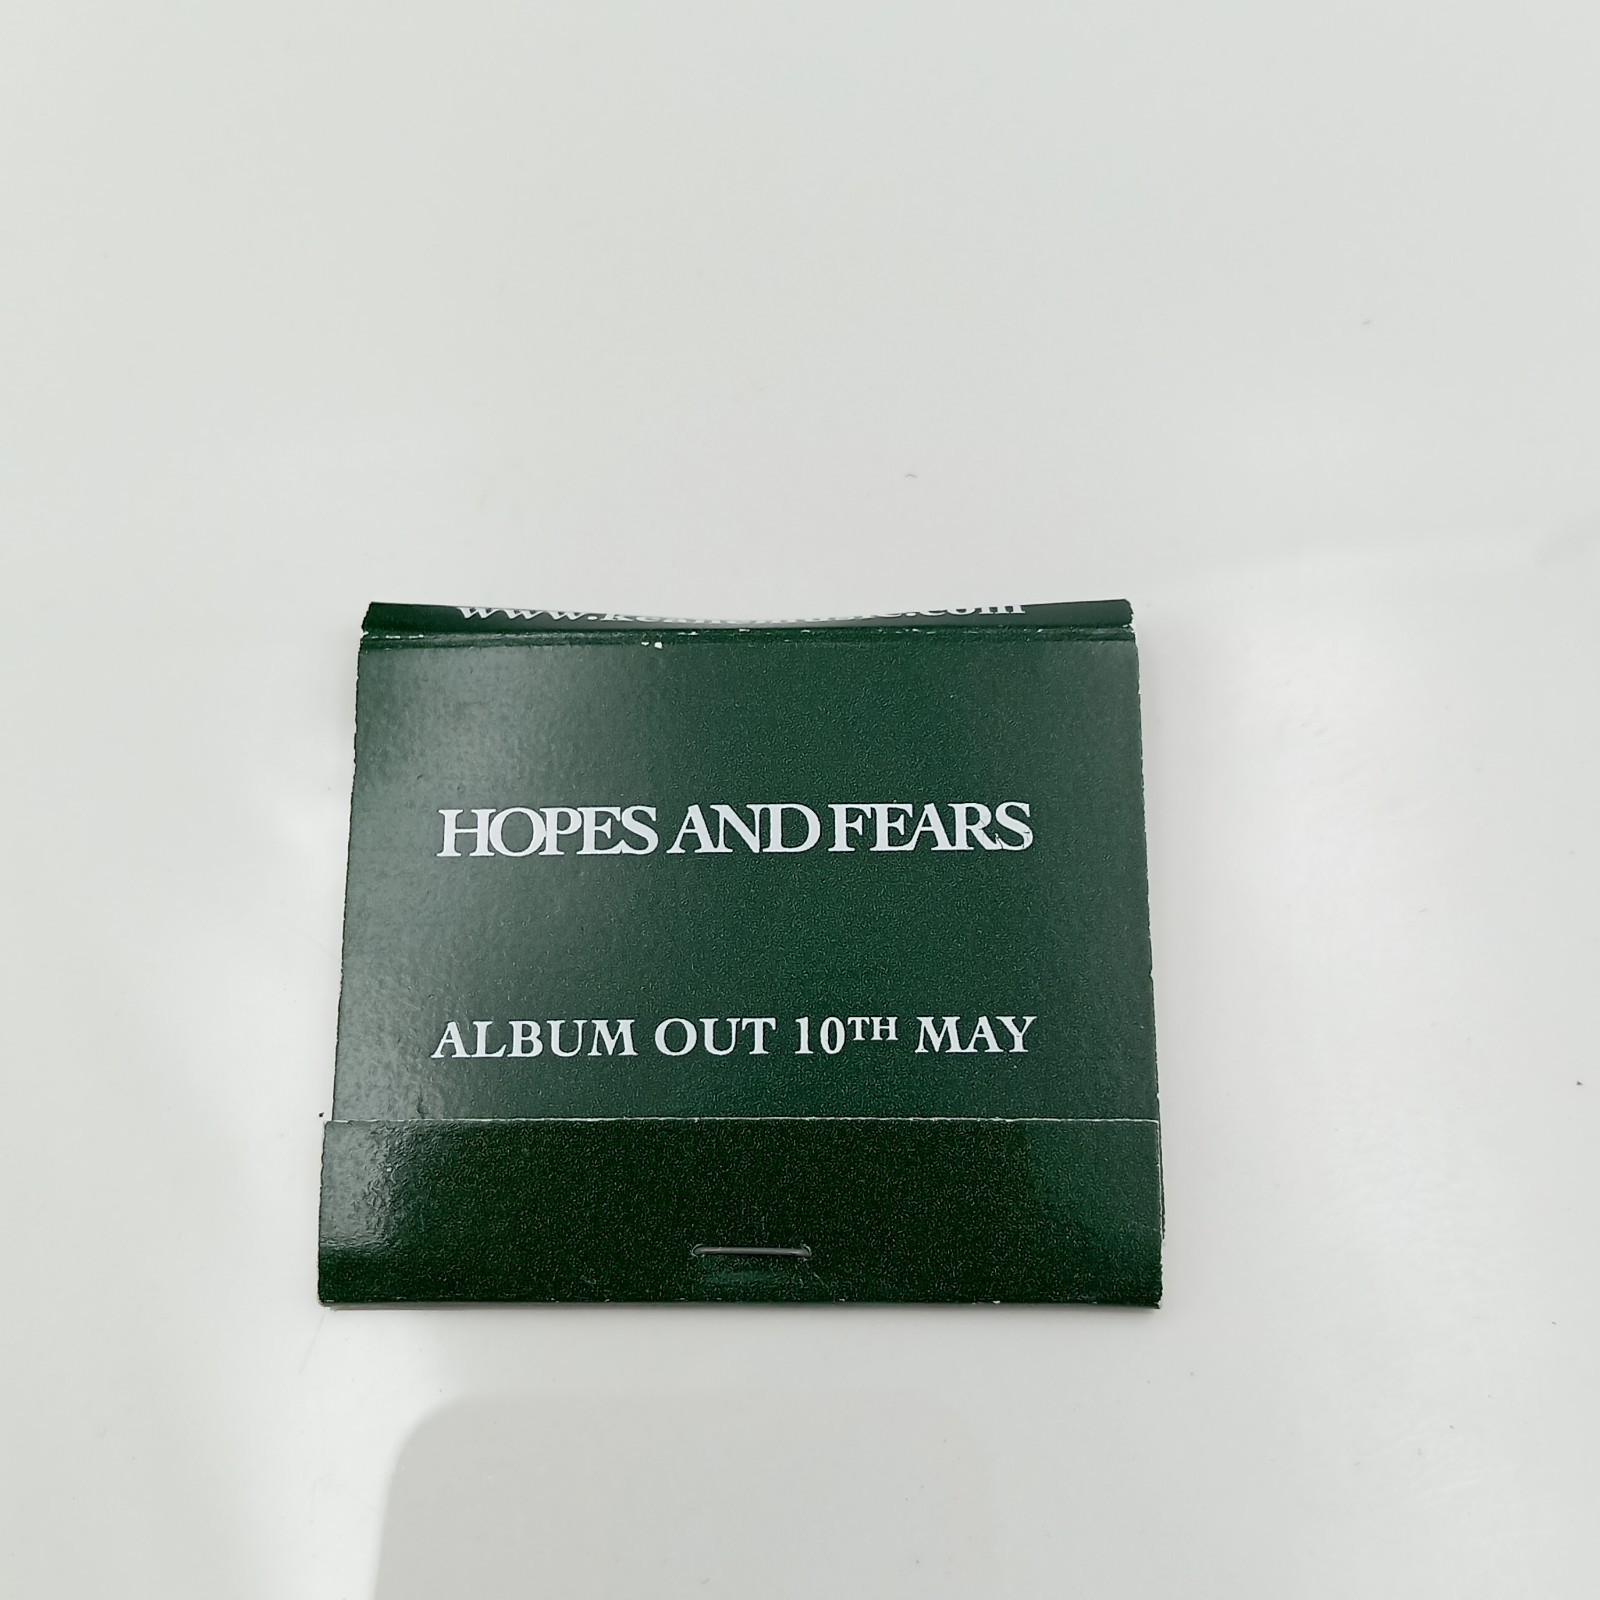 HOPES AND FEARS
ALBUM OUT 10TH MAY